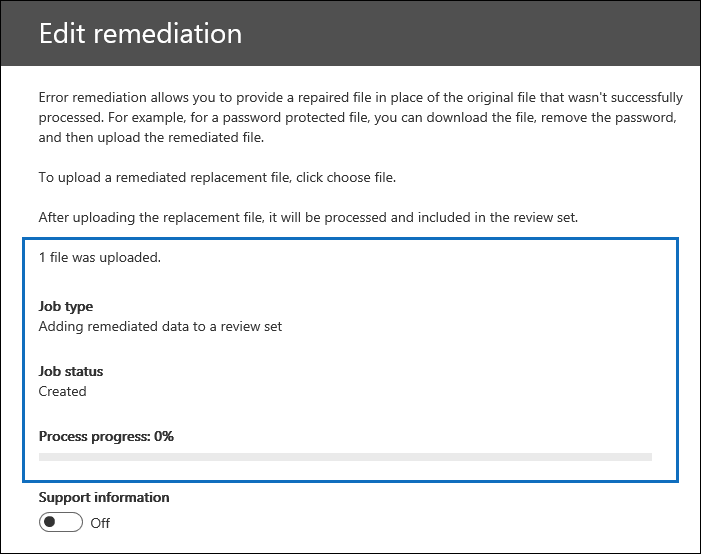 Edit remediation
Error remediation allows you to provide a repaired file in place of the original file that wasn't successfully
processed. For example, for a password protected file, you can download the file, remove the password,
and then upload the remediated file.
To upload a remediated replacement file, click choose file.
After uploading the replacement file, it will be processed and included in the review set.
1 file was uploaded.
Job type
Adding remediated data to a review set
Job status
Created
Process progress: 0%
Support information
Off